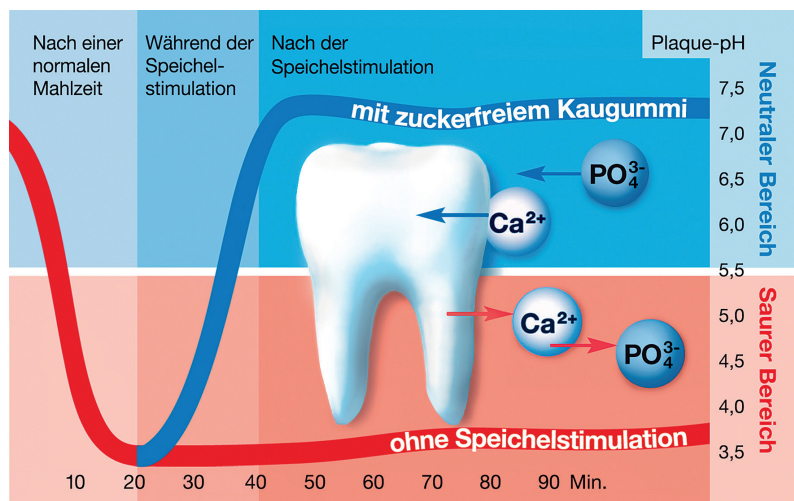 Nach einer
normalen
Mahlzeit
Während der
Speichel-
stimulation
Nach der
Speichelstimulation
Plaque-pH
mit zuckerfreiem Kaugummi
PO₄³⁻
Ca²⁺
Ca²⁺
PO₄³⁻
ohne Speichelstimulation
7,5
7,0
6,5
6,0
5,5
5,0
4,5
4,0
3,5
Neutraler Bereich
Saurer Bereich
10 20 30 40 50 60 70 80 90 Min.